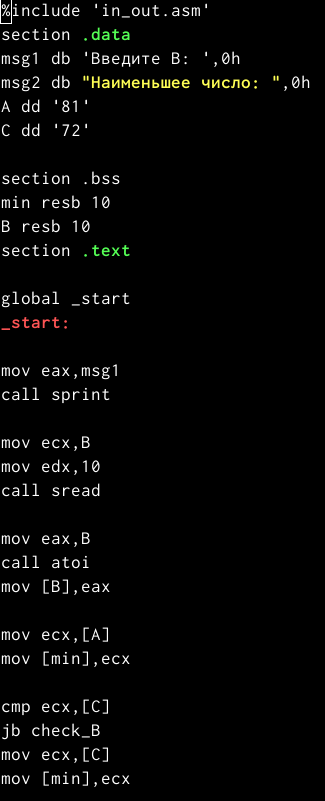 %include 'in_out.asm'
section .data
msg1 db 'Введите B: ',0h
msg2 db "Наименьшее число: ",0h
A dd '81'
C dd '72'
section .bss
min resb 10
B resb 10
section .text
global _start
_start:
mov eax,msg1
call sprint
mov ecx,B
mov edx,10
call sread
mov eax,B
call atoi
mov [B],eax
mov ecx,[A]
mov [min],ecx
cmp ecx,[C]
jb check_B
mov ecx,[C]
mov [min],ecx